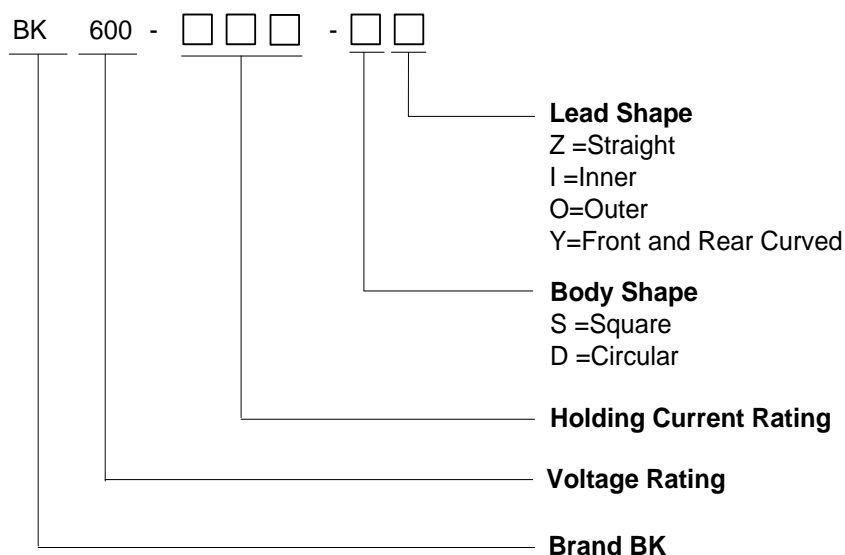 BK 600 - □□□ - □□
Lead Shape
Z =Straight
I =Inner
O=Outer
Y=Front and Rear Curved
Body Shape
S =Square
D =Circular
Holding Current Rating
Voltage Rating
Brand BK